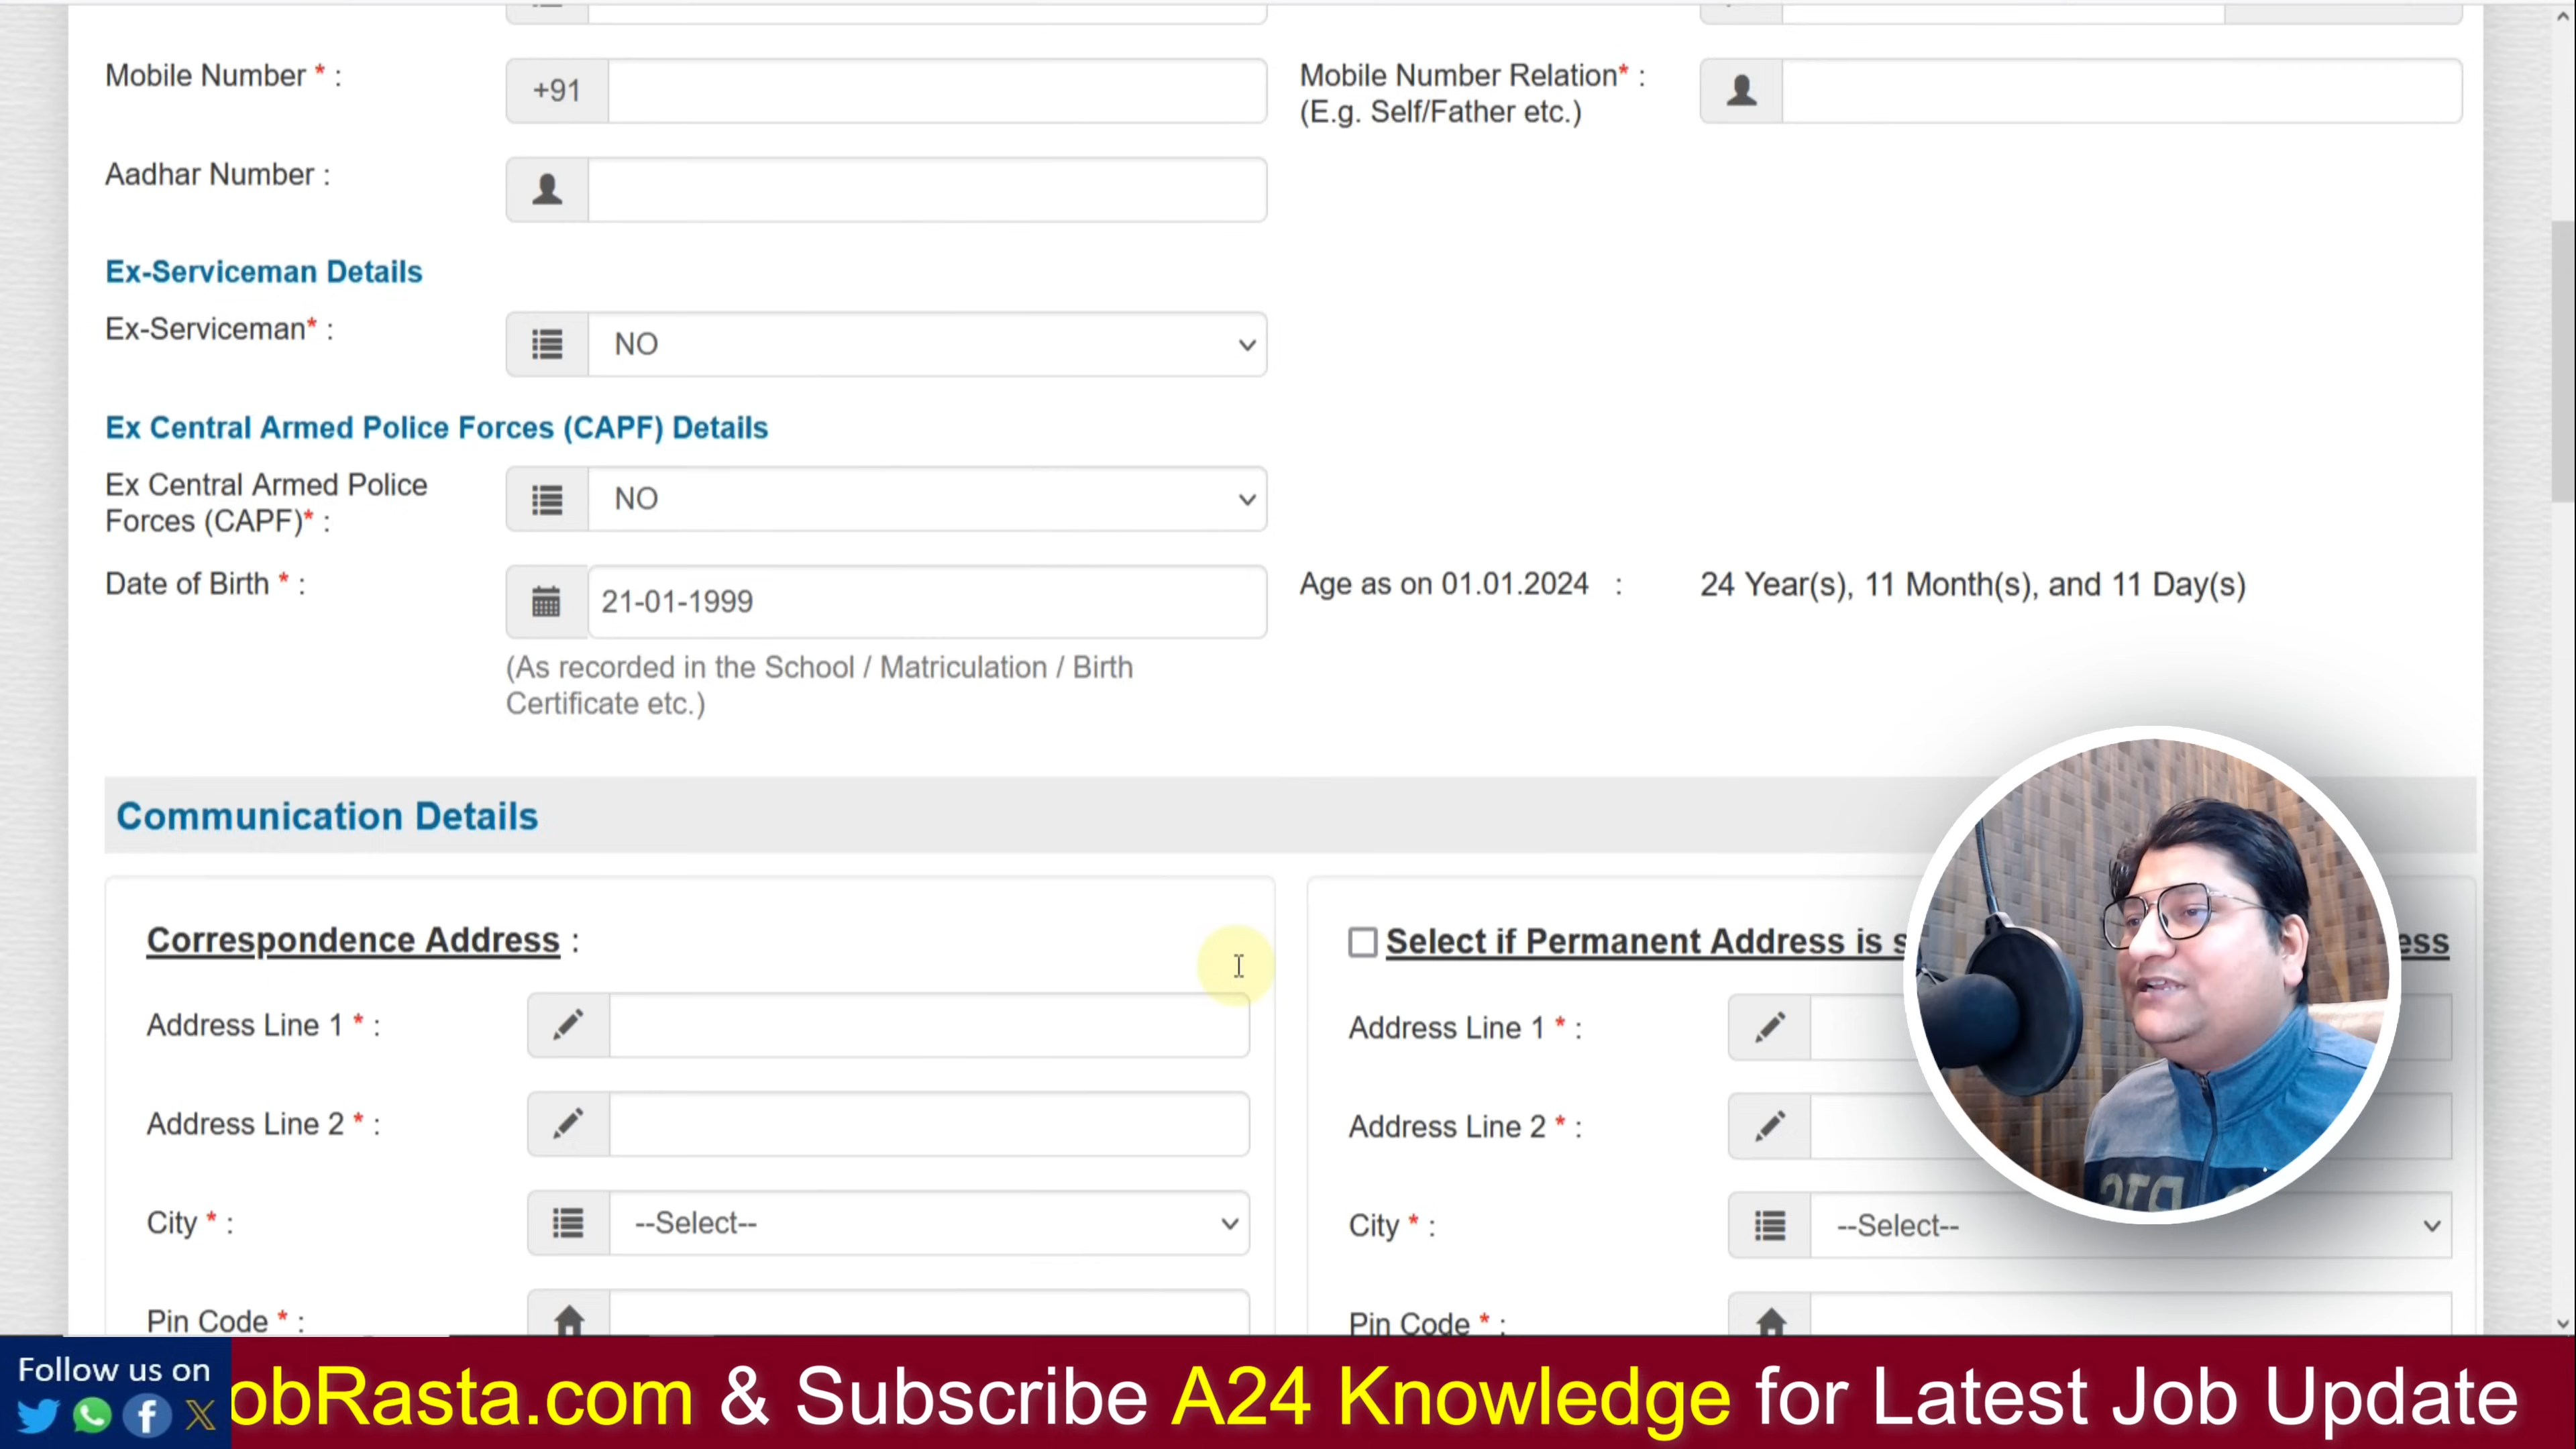 Mobile Number * :
+91
Mobile Number Relation* :
(E.g. Self/Father etc.)
Aadhar Number :
Ex-Serviceman Details
Ex-Serviceman* :
NO
Ex Central Armed Police Forces (CAPF) Details
Ex Central Armed Police
Forces (CAPF)* :
NO
Date of Birth * :
21-01-1999
Age as on 01.01.2024 :
24 Year(s), 11 Month(s), and 11 Day(s)
(As recorded in the School / Matriculation / Birth
Certificate etc.)
Communication Details
Correspondence Address :
Address Line 1 * :
Address Line 2 * :
City * :
--Select--
Pin Code * :
Select if Permanent Address is s
ess
Address Line 1 * :
Address Line 2 * :
City * :
--Select--
Pin Code * :
Follow us on
obRasta.com & Subscribe A24 Knowledge for Latest Job Update